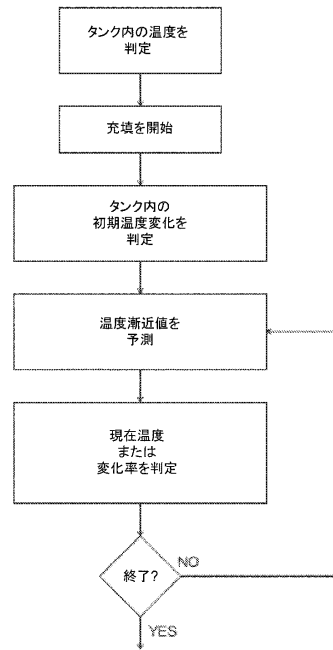 タンク内の温度を
判定
充填を開始
タンク内の
初期温度変化を
判定
温度漸近値を
予測
現在温度
または
変化率を判定
終了?
NO
YES